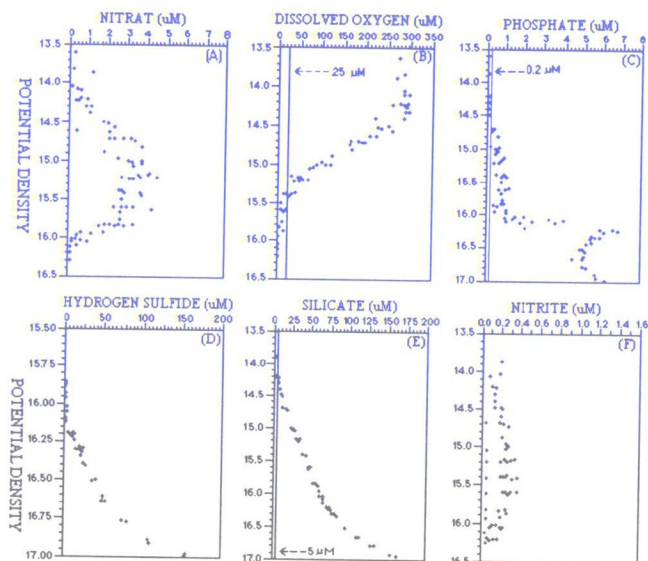 NITRAT (uM)
0 1 2 3 4 5 6 7 8
13.5
14.0
14.5
15.0
15.5
16.0
16.5
(A)
POTENTIAL DENSITY
DISSOLVED OXYGEN (uM)
0 50 100 150 200 250 300 350
13.5
14.0
14.5
15.0
15.5
16.0
16.5
(B)
25 µM
PHOSPHATE (uM)
0 1 2 3 4 5 6 7 8
13.5
14.0
14.5
15.0
15.5
16.0
16.5
17.0
(C)
0.2 µM
HYDROGEN SULFIDE (uM)
0 50 100 150 200
15.50
15.75
16.00
16.25
16.50
16.75
17.00
(D)
POTENTIAL DENSITY
SILICATE (uM)
0 25 50 75 100 125 150 175 200
13.5
14.0
14.5
15.0
15.5
16.0
16.5
17.0
(E)
5 µM
NITRITE (uM)
0.0 0.2 0.4 0.6 0.8 1.0 1.2 1.4 1.6
13.5
14.0
14.5
15.0
15.5
16.0
16.5
(F)